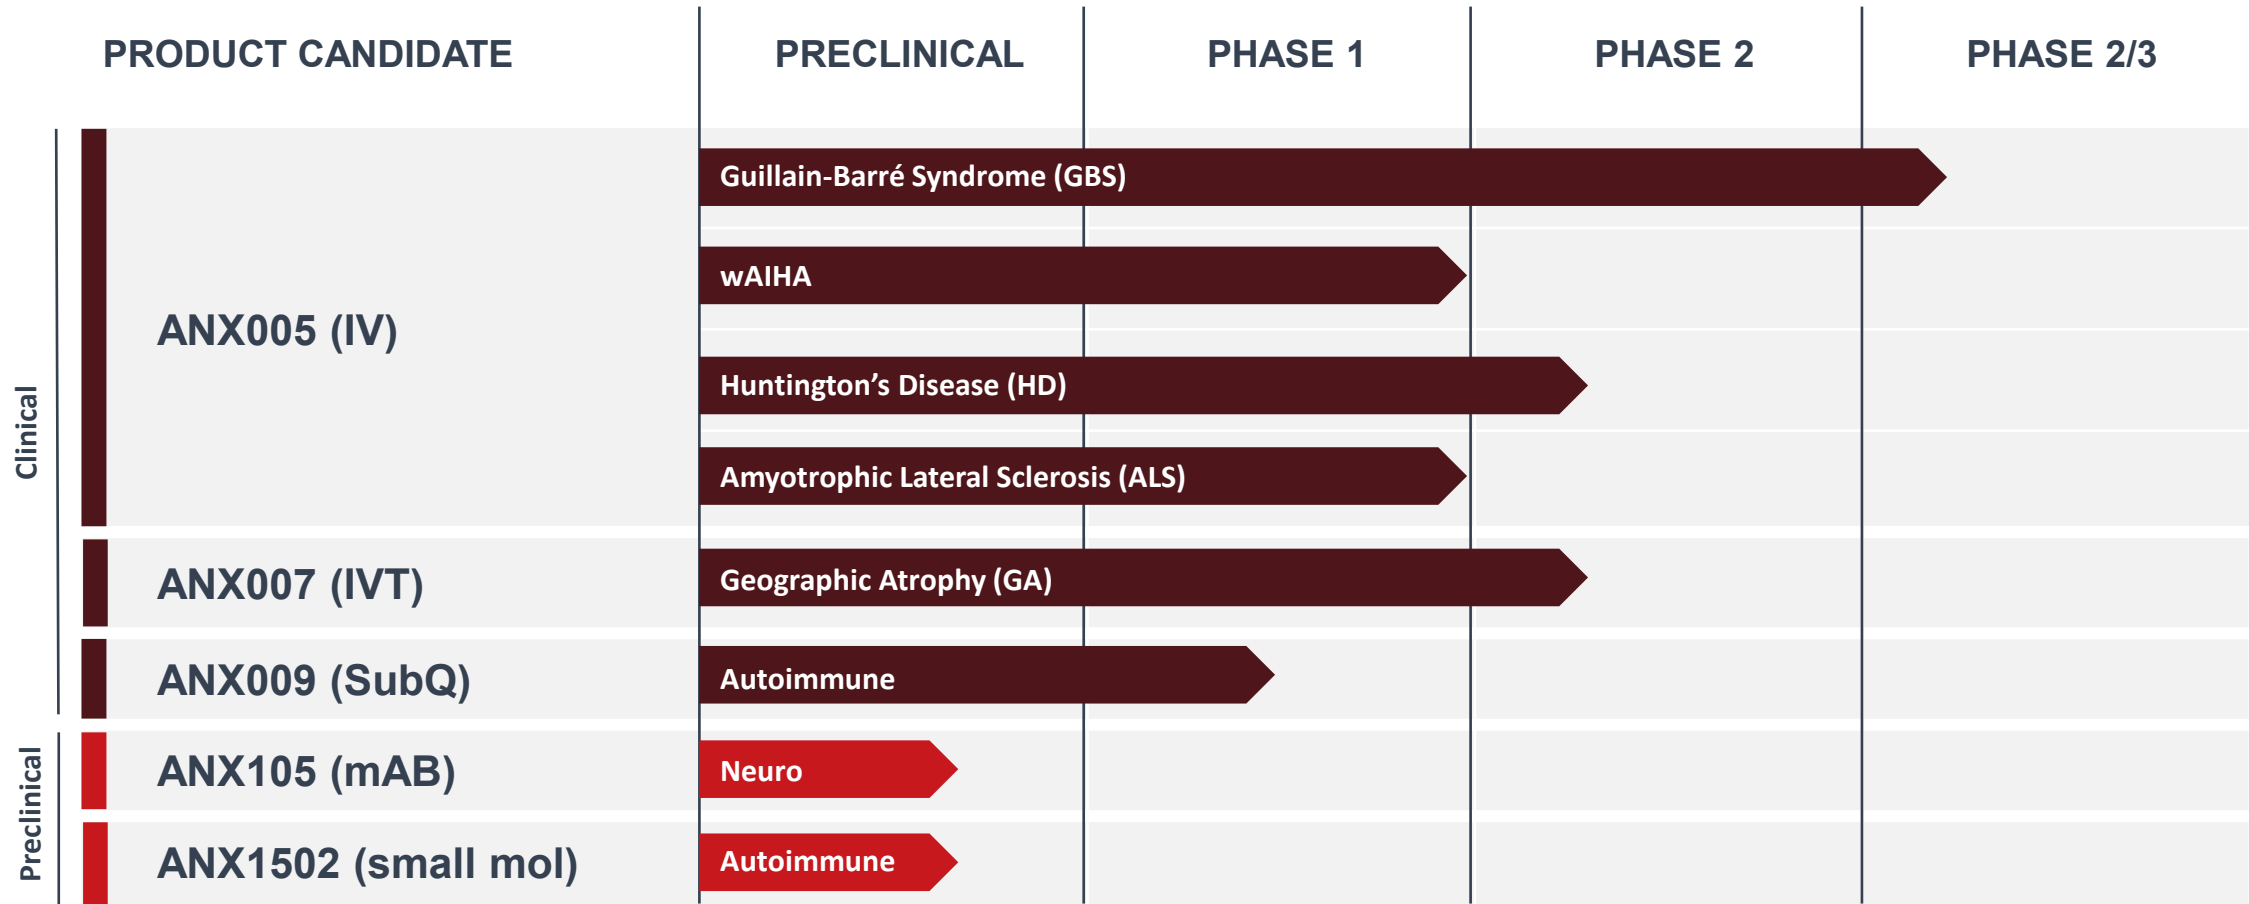 PRODUCT CANDIDATE PRECLINICAL PHASE 1 PHASE 2 PHASE 2/3
Clinical
ANX005 (IV)
Guillain-Barré Syndrome (GBS)
wAIHA
Huntington’s Disease (HD)
Amyotrophic Lateral Sclerosis (ALS)
ANX007 (IVT)
Geographic Atrophy (GA)
ANX009 (SubQ)
Autoimmune
Preclinical
ANX105 (mAB)
Neuro
ANX1502 (small mol)
Autoimmune